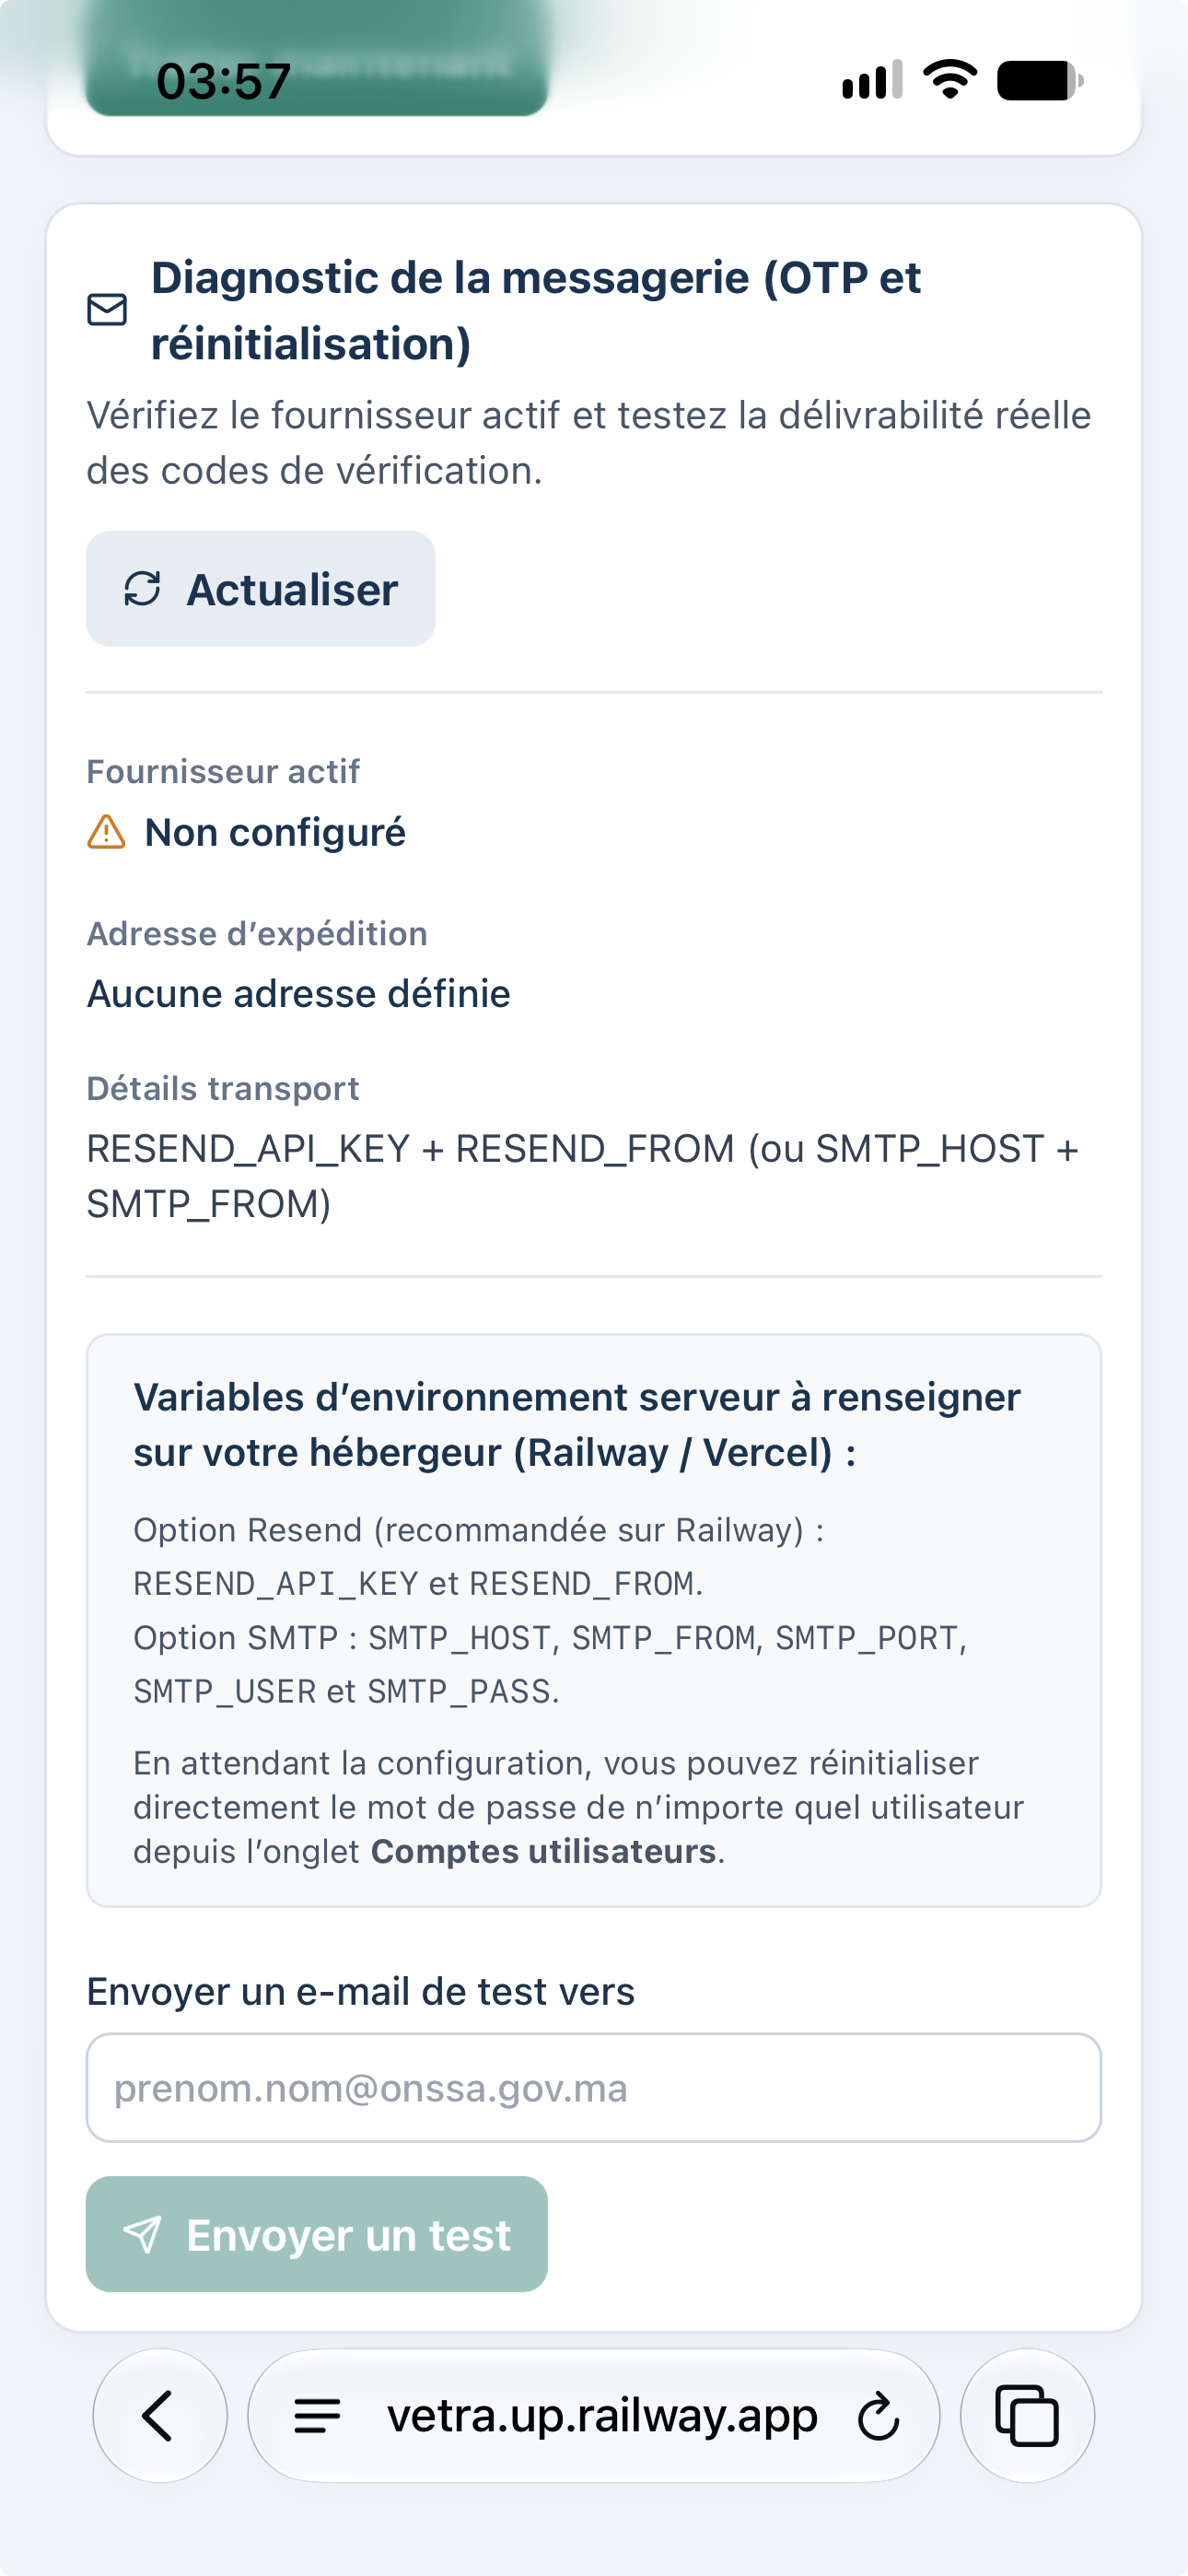 03:57
Diagnostic de la messagerie (OTP et
réinitialisation)
Vérifiez le fournisseur actif et testez la délivrabilité réelle
des codes de vérification.
Actualiser
Fournisseur actif
Non configuré
Adresse d’expédition
Aucune adresse définie
Détails transport
RESEND_API_KEY + RESEND_FROM (ou SMTP_HOST +
SMTP_FROM)
Variables d’environnement serveur à renseigner
sur votre hébergeur (Railway / Vercel) :
Option Resend (recommandée sur Railway) :
RESEND_API_KEY et RESEND_FROM.
Option SMTP : SMTP_HOST, SMTP_FROM, SMTP_PORT,
SMTP_USER et SMTP_PASS.
En attendant la configuration, vous pouvez réinitialiser
directement le mot de passe de n’importe quel utilisateur
depuis l’onglet Comptes utilisateurs.
Envoyer un e-mail de test vers
prenom.nom@onssa.gov.ma
Envoyer un test
vetra.up.railway.app